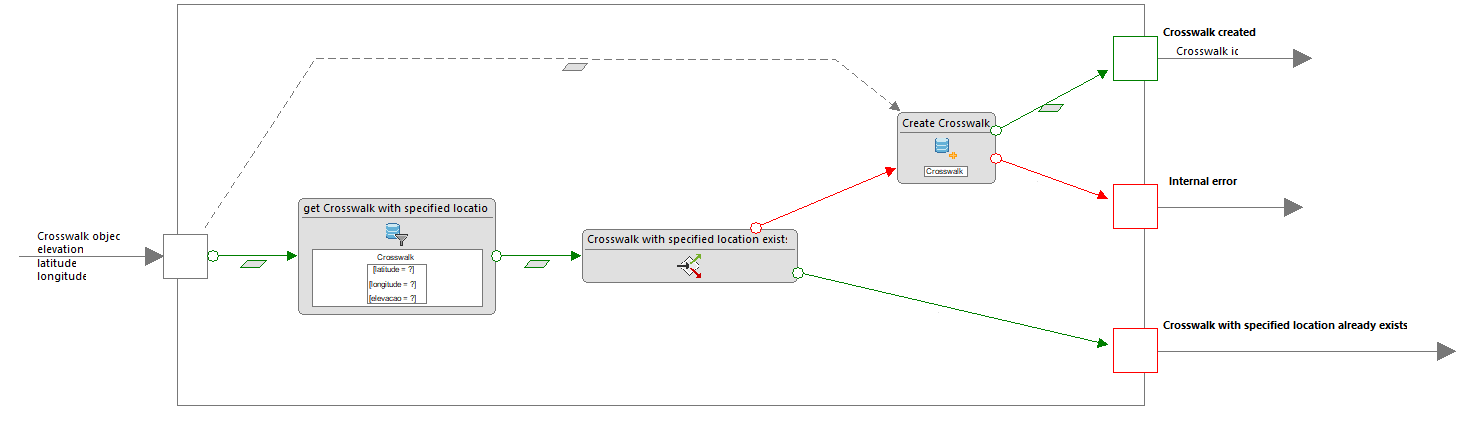 Crosswalk created
Crosswalk ic
Create Crosswalk
Crosswalk
Internal error
get Crosswalk with specified locatio
Crosswalk
[latitude = ?]
[longitude = ?]
[elevacao = ?]
Crosswalk objec
elevation
latitude
longitude
Crosswalk with specified location exists
Crosswalk with specified location already exists